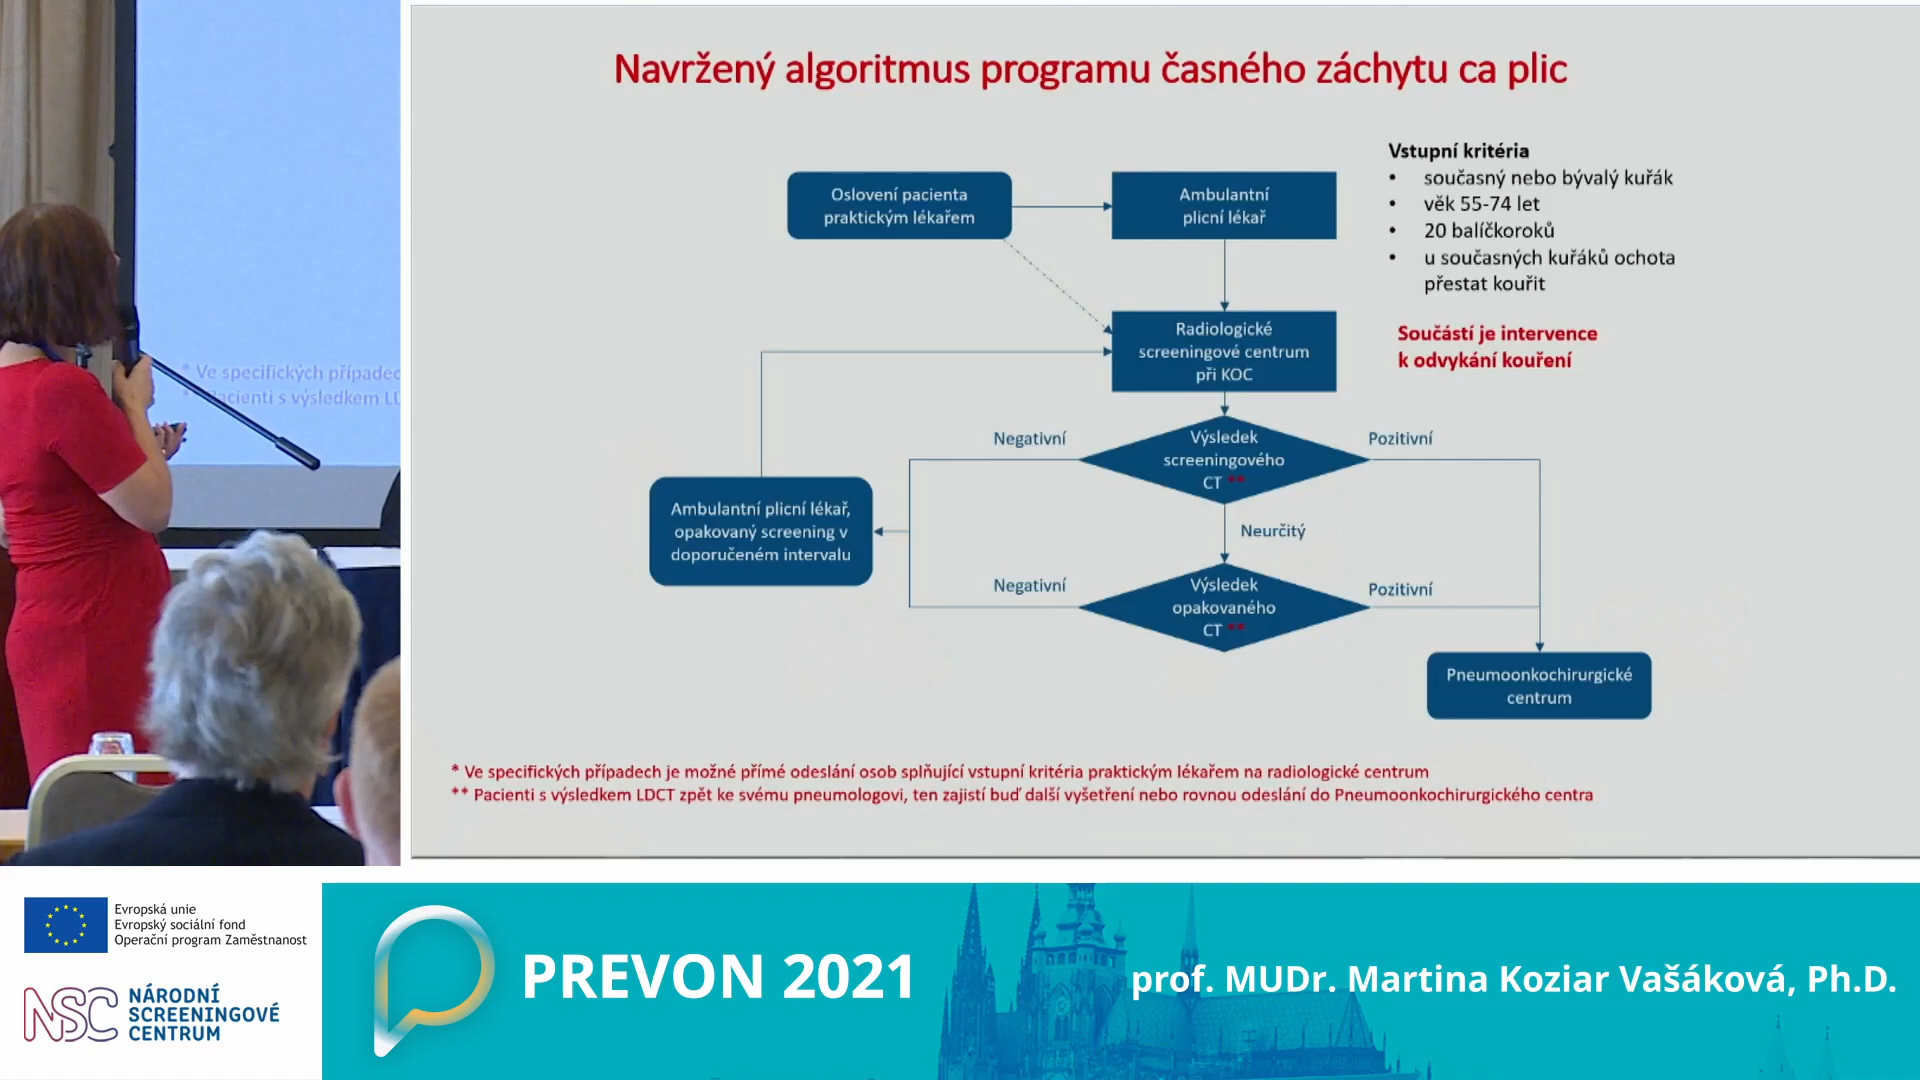 Navržený algoritmus programu časného záchytu ca plic
Oslovení pacienta
praktickým lékařem
Ambulantní
plicní lékař
Vstupní kritéria
• současný nebo bývalý kuřák
• věk 55-74 let
• 20 balíčkoroků
• u současných kuřáků ochota
přestat kouřit
Součástí je intervence
k odvykání kouření
Radiologické
screeningové centrum
při KOC
Negativní
Výsledek
screeningového
CT **
Pozitivní
Ambulantní plicní lékař,
opakovaný screening v
doporučeném intervalu
Neurčitý
Negativní
Výsledek
opakovaného
CT **
Pozitivní
Pneumoonkochirurgické
centrum
* Ve specifických případech je možné přímé odeslání osob splňující vstupní kritéria praktickým lékařem na radiologické centrum
** Pacienti s výsledkem LDCT zpět ke svému pneumologovi, ten zajistí buď další vyšetření nebo rovnou odeslání do Pneumoonkochirurgického centra
* Ve specifických případec
Pacienti s výsledkem LD
Evropská unie
Evropský sociální fond
Operační program Zaměstnanost
NSC NÁRODNÍ
SCREENINGOVÉ
CENTRUM
PREVON 2021
prof. MUDr. Martina Koziar Vašáková, Ph.D.